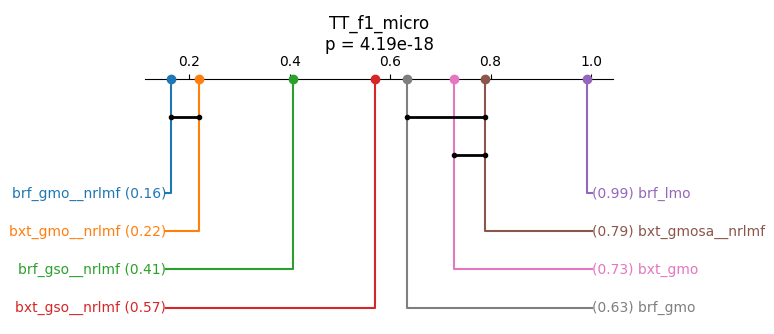 TT_f1_micro
p = 4.19e-18
0.2 0.4 0.6 0.8 1.0
brf_gmo__nrlmf (0.16) (0.99) brf_lmo
bxt_gmo__nrlmf (0.22) (0.79) bxt_gmosa__nrlmf
brf_gso__nrlmf (0.41) (0.73) bxt_gmo
bxt_gso__nrlmf (0.57) (0.63) brf_gmo